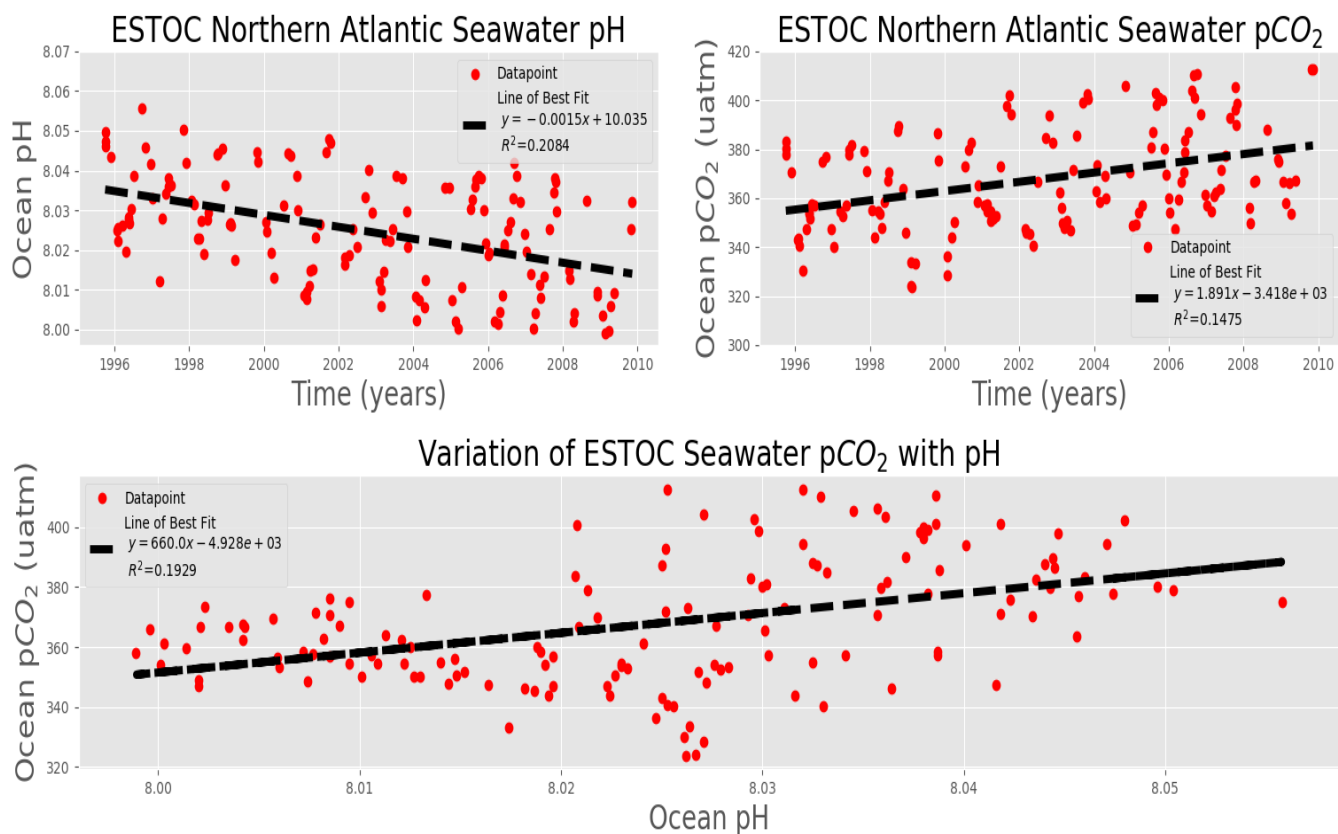 ESTOC Northern Atlantic Seawater pH
8.07
8.06
8.05
8.04
8.03
8.02
8.01
8.00
Ocean pH
Datapoint
Line of Best Fit
y = −0.0015x + 10.035
R²=0.2084
1996 1998 2000 2002 2004 2006 2008 2010
Time (years)
ESTOC Northern Atlantic Seawater pCO₂
420
400
380
360
340
320
300
Ocean pCO₂ (uatm)
Datapoint
Line of Best Fit
y = 1.891x − 3.418e + 03
R²=0.1475
1996 1998 2000 2002 2004 2006 2008 2010
Time (years)
Variation of ESTOC Seawater pCO₂ with pH
400
380
360
340
320
Ocean pCO₂ (uatm)
Datapoint
Line of Best Fit
y = 660.0x − 4.928e + 03
R²=0.1929
8.00 8.01 8.02 8.03 8.04 8.05
Ocean pH